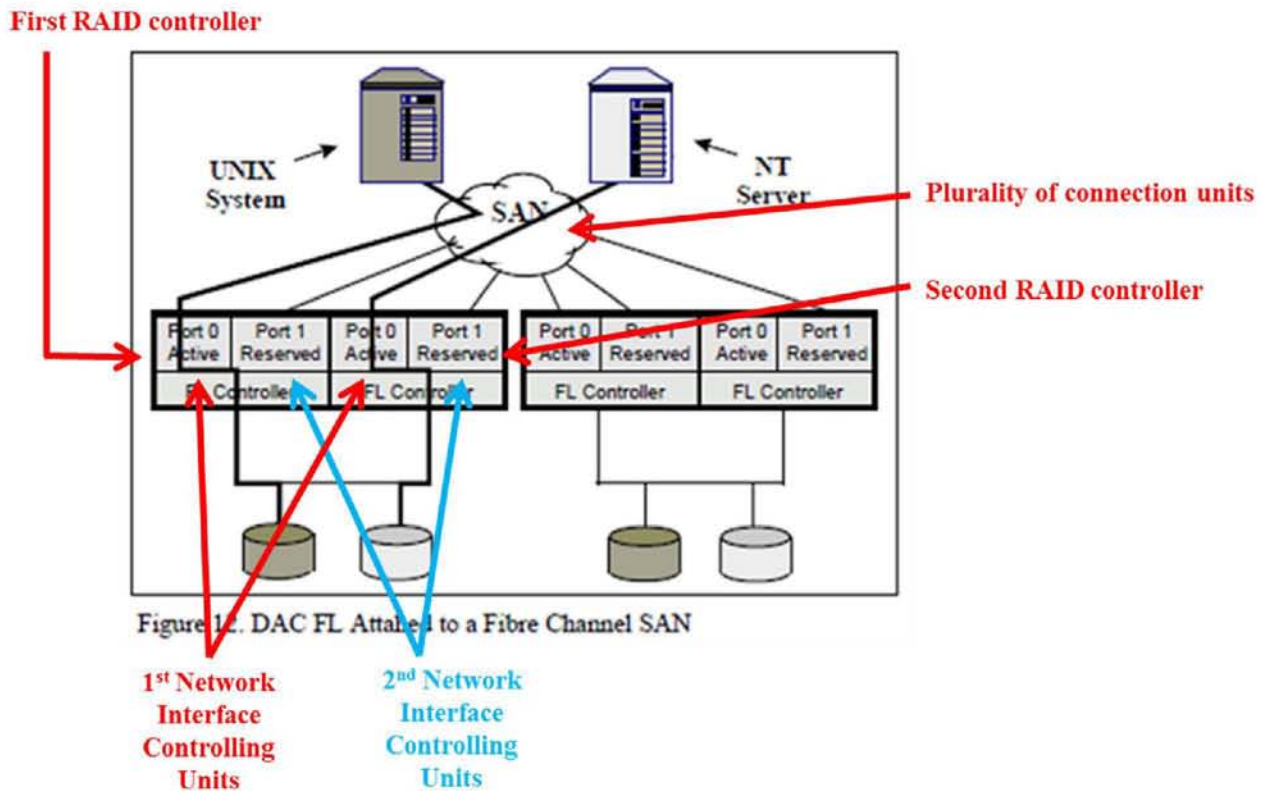 First RAID controller
UNIX
System
NT
Server
SAN
Plurality of connection units
Second RAID controller
Port 0
Active
Port 1
Reserved
Port 0
Active
Port 1
Reserved
FL Controller
FL Controller
Port 0
Active
Port 1
Reserved
Port 0
Active
Port 1
Reserved
FL Controller
FL Controller
Figure 12. DAC FL Attahed to a Fibre Channel SAN
1st Network
Interface
Controlling
Units
2nd Network
Interface
Controlling
Units